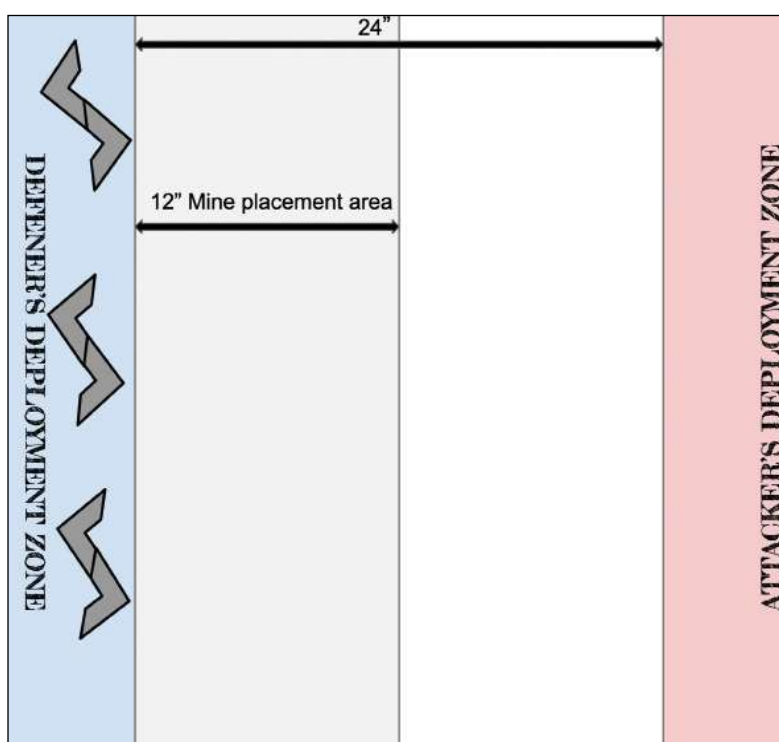 24”
12” Mine placement area
DEFENER'S DEPLOYMENT ZONE
ATTACKER'S DEPLOYMENT ZONE